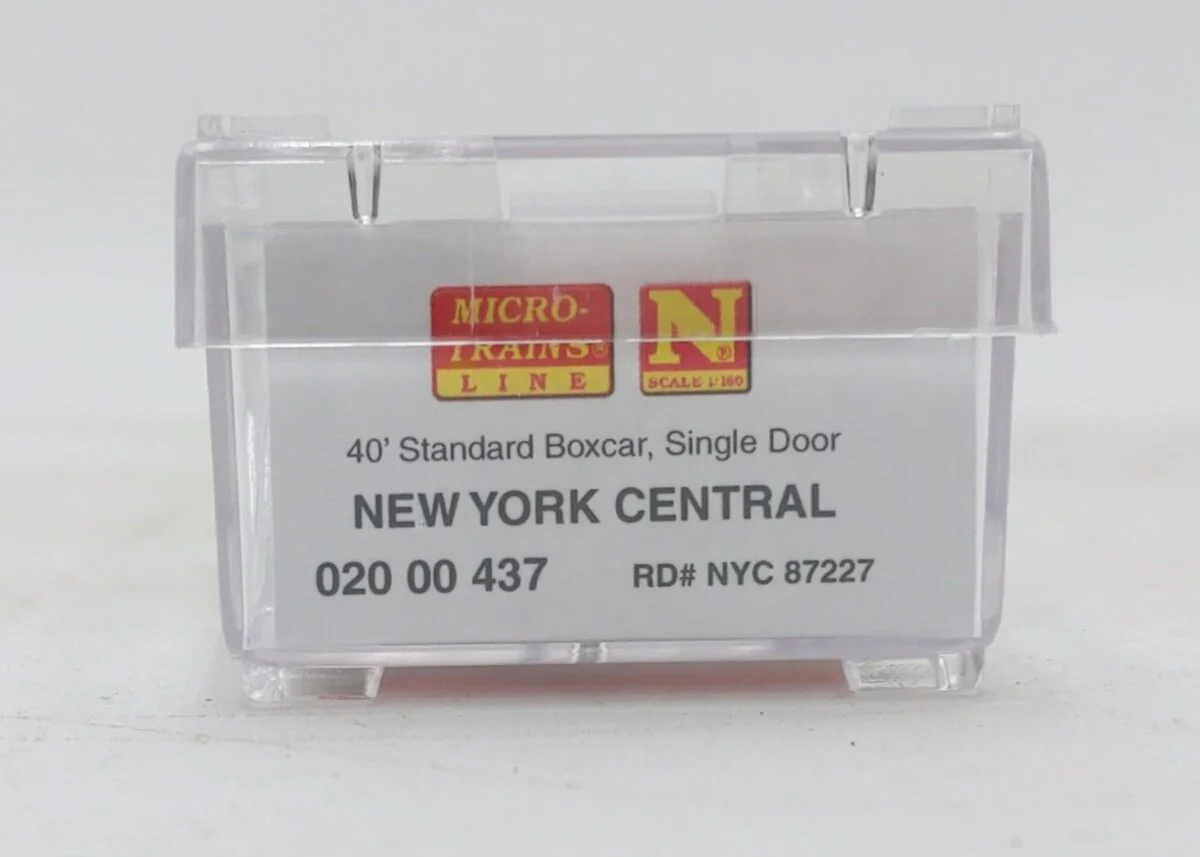 MICRO-
TRAINS®
LINE
N®
SCALE 1:160
40' Standard Boxcar, Single Door
NEW YORK CENTRAL
020 00 437 RD# NYC 87227